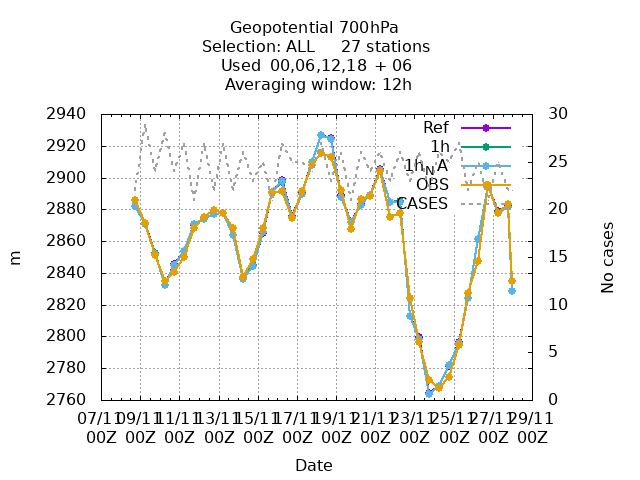 Geopotential 700hPa
Selection: ALL     27 stations
Used  00,06,12,18  + 06
Averaging window: 12h
2940
2920
2900
2880
2860
2840
2820
2800
2780
2760
m
30
25
20
15
10
5
0
No cases
Ref
1h
1h_N A
OBS
CASES
07/11 09/11 11/11 13/11 15/11 17/11 19/11 21/11 23/11 25/11 27/11 29/11
00Z 00Z 00Z 00Z 00Z 00Z 00Z 00Z 00Z 00Z 00Z 00Z
Date